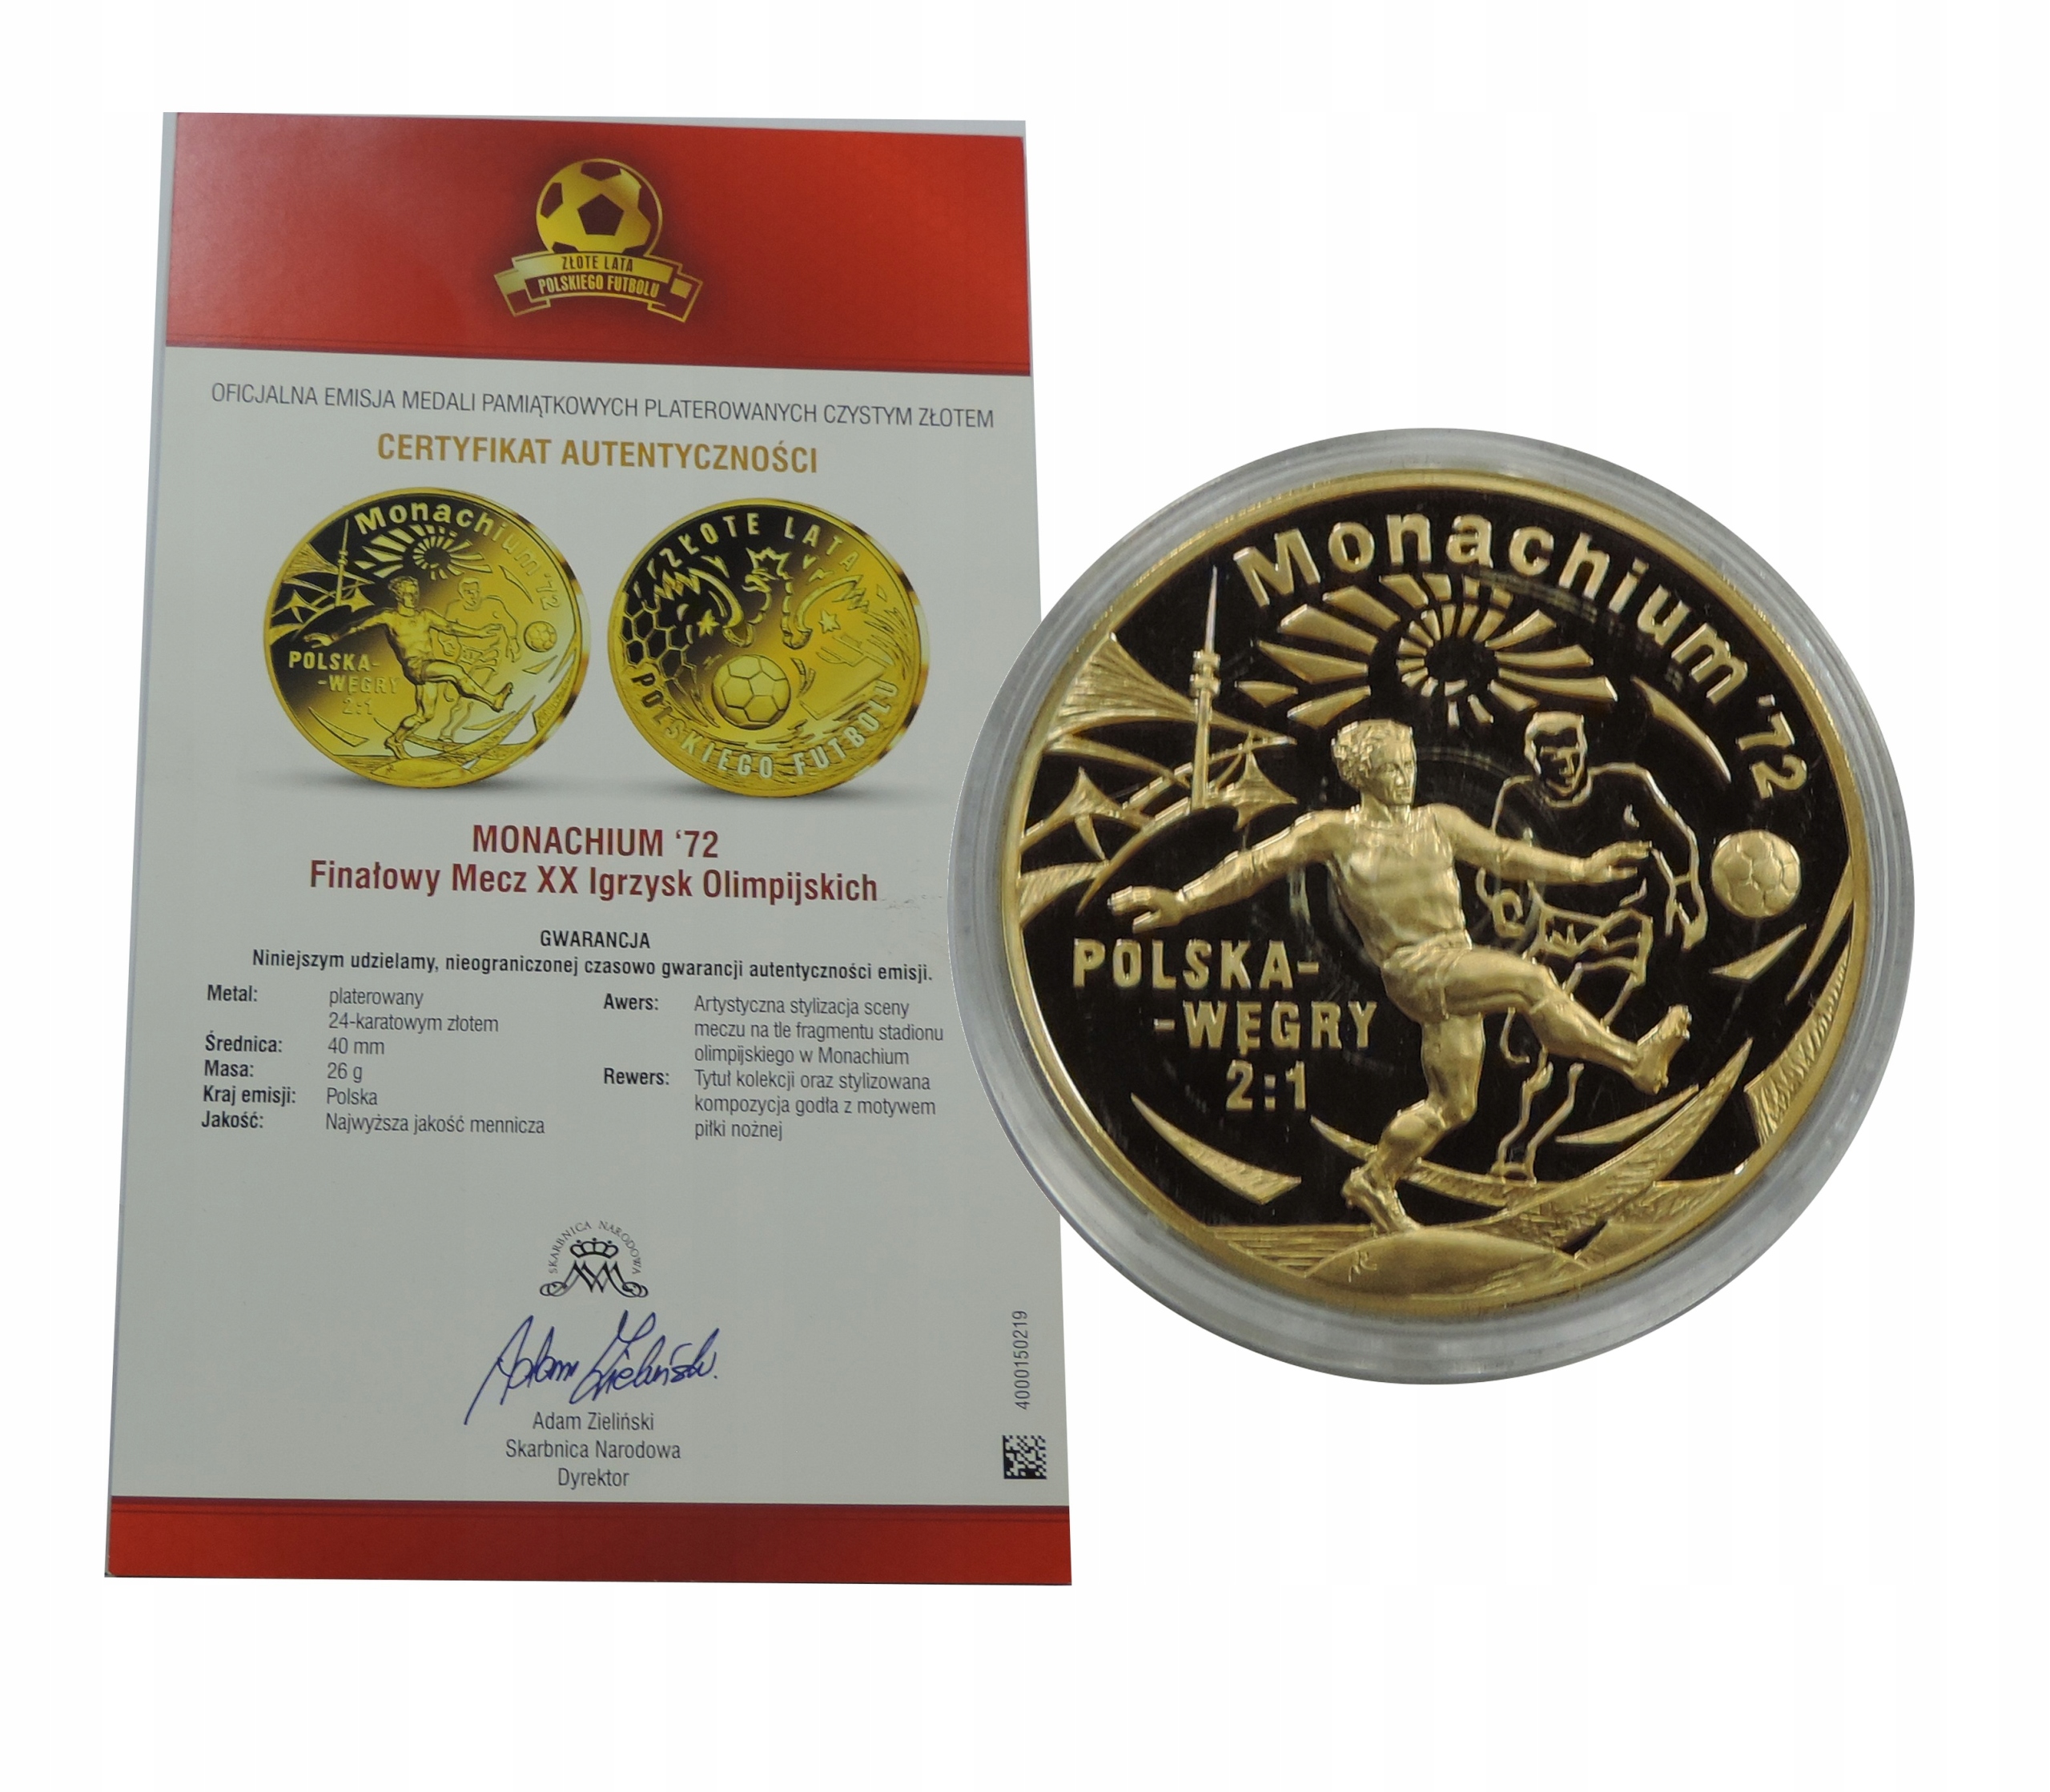 ZŁOTE LATA
POLSKIEGO FUTBOLU
OFICJALNA EMISJA MEDALI PAMIĄTKOWYCH PLATEROWANYCH CZYSTYM ZŁOTEM
CERTYFIKAT AUTENTYCZNOŚCI
Monachium '72
POLSKA-
-WĘGRY
2:1
ZŁOTE LATA
POLSKIEGO FUTBOLU
MONACHIUM ‘72
Finałowy Mecz XX Igrzysk Olimpijskich
GWARANCJA
Niniejszym udzielamy, nieograniczonej czasowo gwarancji autentyczności emisji.
Metal: platerowany
24-karatowym złotem
Średnica: 40 mm
Masa: 26 g
Kraj emisji: Polska
Jakość: Najwyższa jakość mennicza
Awers: Artystyczna stylizacja sceny
meczu na tle fragmentu stadionu
olimpijskiego w Monachium
Rewers: Tytuł kolekcji oraz stylizowana
kompozycja godła z motywem
piłki nożnej
SKARBNICA NARODOWA
Adam Zieliński
Adam Zieliński
Skarbnica Narodowa
Dyrektor
4000150219
Monachium '72
POLSKA-
-WĘGRY
2:1